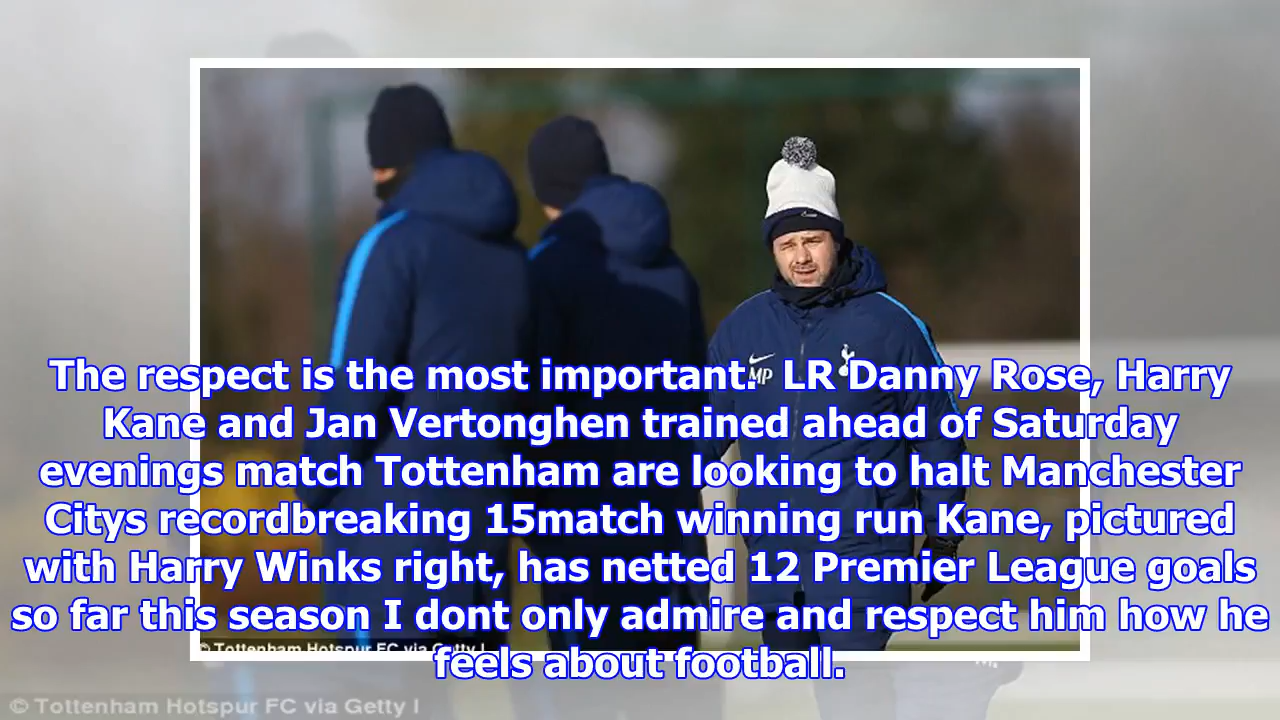 MP
The respect is the most important. LR Danny Rose, Harry
Kane and Jan Vertonghen trained ahead of Saturday
evenings match Tottenham are looking to halt Manchester
Citys recordbreaking 15match winning run Kane, pictured
with Harry Winks right, has netted 12 Premier League goals
so far this season I dont only admire and respect him how he
feels about football.
© Tottenham Hotspur FC via Getty I
© Tottenham Hotspur FC via Getty I